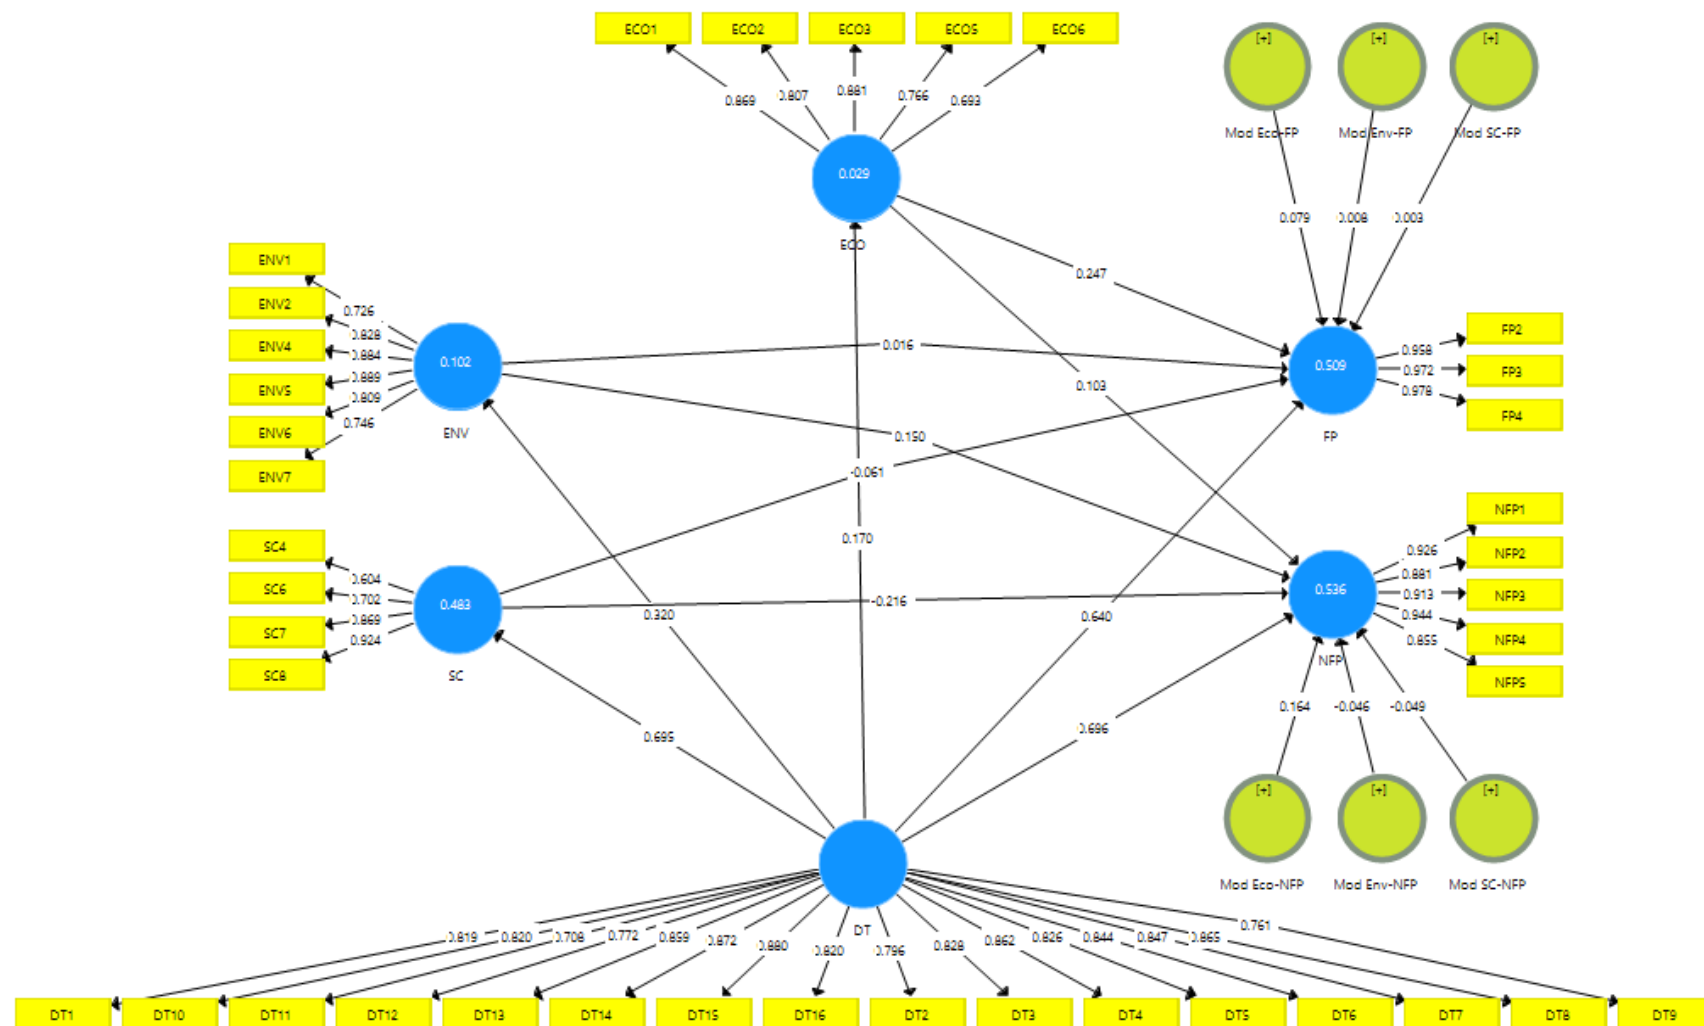 ECO1 ECO2 ECO3 ECO5 ECO6
[+] [+] [+]
0.869 0.807 0.881 0.766 0.693
Mod Eco-FP Mod Env-FP Mod SC-FP
0.029
ECO
0.079 0.008 0.003
ENV1
ENV2
ENV4
ENV5
ENV6
ENV7
0.726
0.828
0.884
0.889
0.809
0.746
0.102
ENV
0.247
0.016
0.103
0.150
-0.061
0.170
0.509
FP
0.958
0.972
0.978
FP2
FP3
FP4
SC4
SC6
SC7
SC8
0.604
0.702
0.869
0.924
0.483
SC
-0.216
0.320
0.640
0.695
0.696
0.536
NFP
0.926
0.881
0.913
0.944
0.855
NFP1
NFP2
NFP3
NFP4
NFP5
0.164 -0.046 -0.049
[+] [+] [+]
Mod Eco-NFP Mod Env-NFP Mod SC-NFP
DT
0.819 0.820 0.708 0.772 0.859 0.872 0.880 0.820 0.796 0.828 0.862 0.826 0.844 0.847 0.865 0.761
DT1 DT10 DT11 DT12 DT13 DT14 DT15 DT16 DT2 DT3 DT4 DT5 DT6 DT7 DT8 DT9